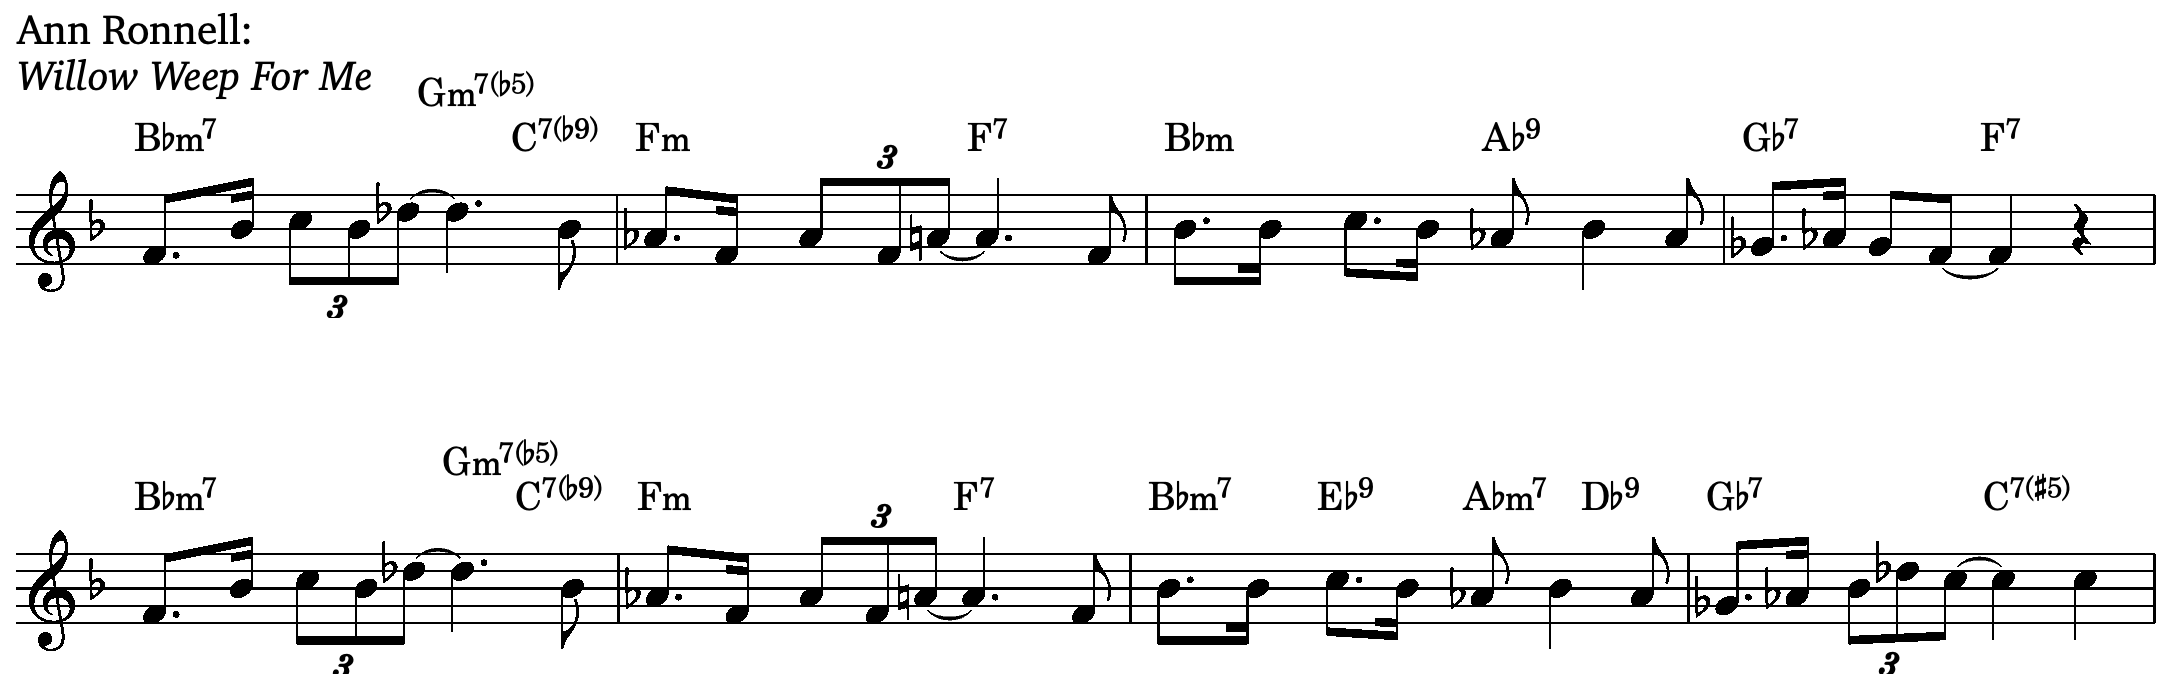 Ann Ronnell:
Willow Weep For Me
B♭m7 Gm7(♭5) C7(♭9) Fm F7 B♭m A♭9 G♭7 F7
3 3
B♭m7 Gm7(♭5) C7(♭9) Fm F7 B♭m7 E♭9 A♭m7 D♭9 G♭7 C7(♯5)
3 3 3